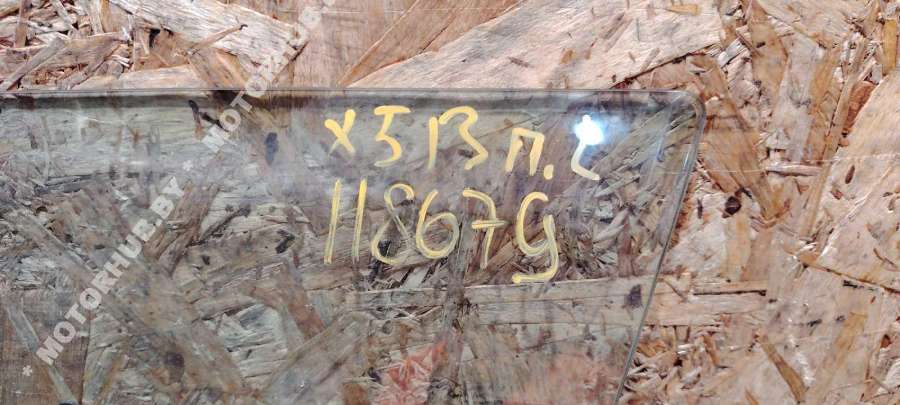 X5 13 п. L
11867g
* MOTORHUB.BY * MOTORHUB.BY